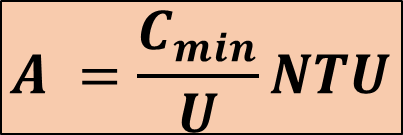 A = C_min/U NTU